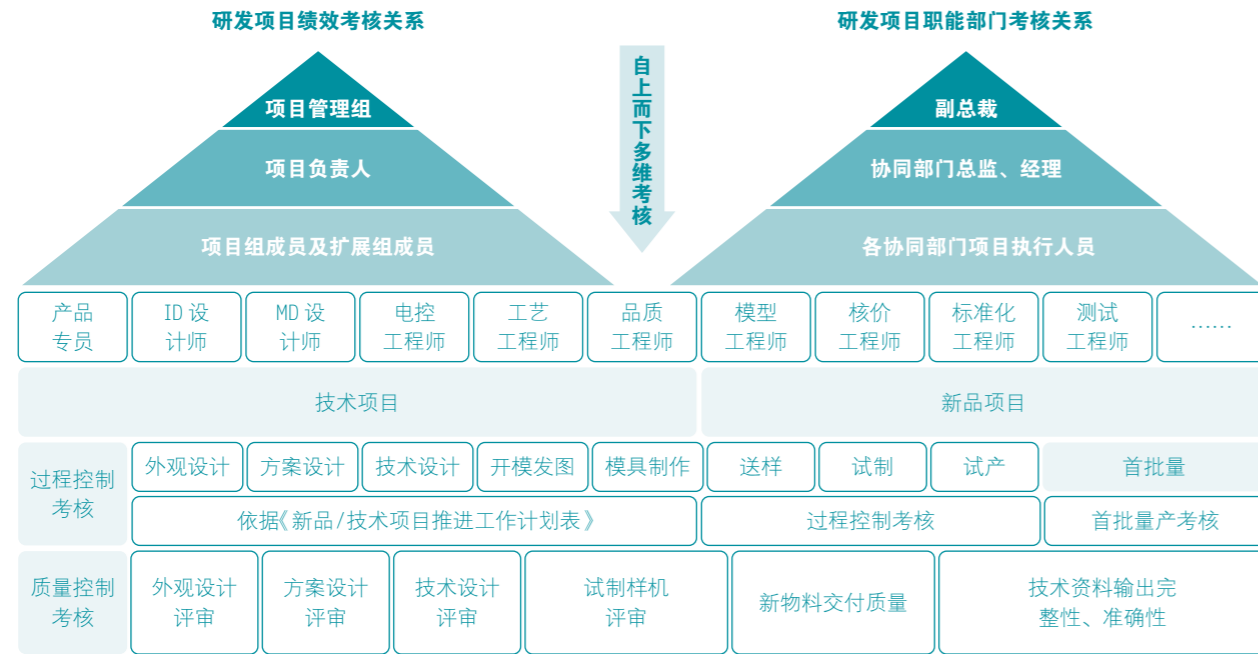 研发项目绩效考核关系
研发项目职能部门考核关系
项目管理组
项目负责人
项目组成员及扩展组成员
自上而下多维考核
副总裁
协同部门总监、经理
各协同部门项目执行人员
产品
专员
ID 设
计师
MD 设
计师
电控
工程师
工艺
工程师
品质
工程师
模型
工程师
核价
工程师
标准化
工程师
测试
工程师
……
技术项目
新品项目
过程控制
考核
外观设计
方案设计
技术设计
开模发图
模具制作
送样
试制
试产
首批量
依据《新品/技术项目推进工作计划表》
过程控制考核
首批量产考核
质量控制
考核
外观设计
评审
方案设计
评审
技术设计
评审
试制样机
评审
新物料交付质量
技术资料输出完
整性、准确性